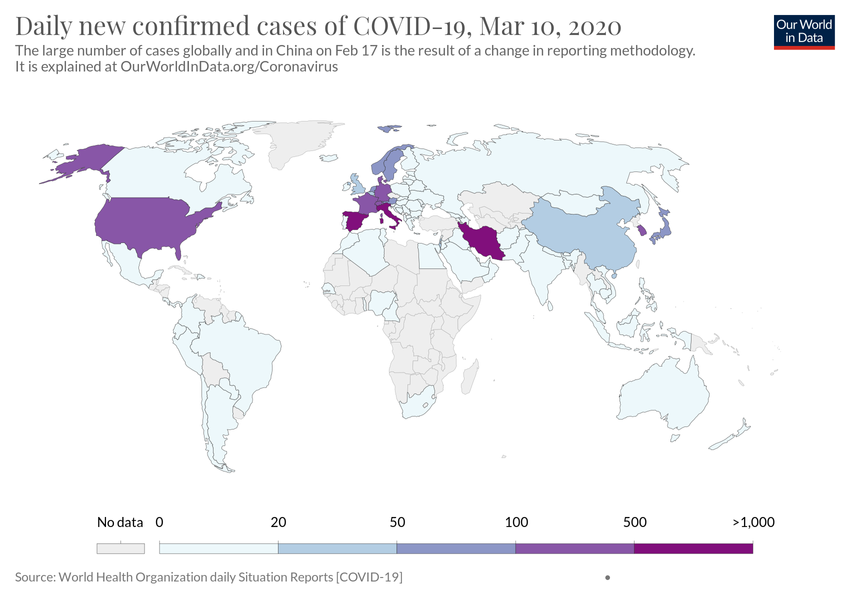 Daily new confirmed cases of COVID-19, Mar 10, 2020
Our World
in Data
The large number of cases globally and in China on Feb 17 is the result of a change in reporting methodology.
It is explained at OurWorldInData.org/Coronavirus
No data 0 20 50 100 500 >1,000
Source: World Health Organization daily Situation Reports [COVID-19]